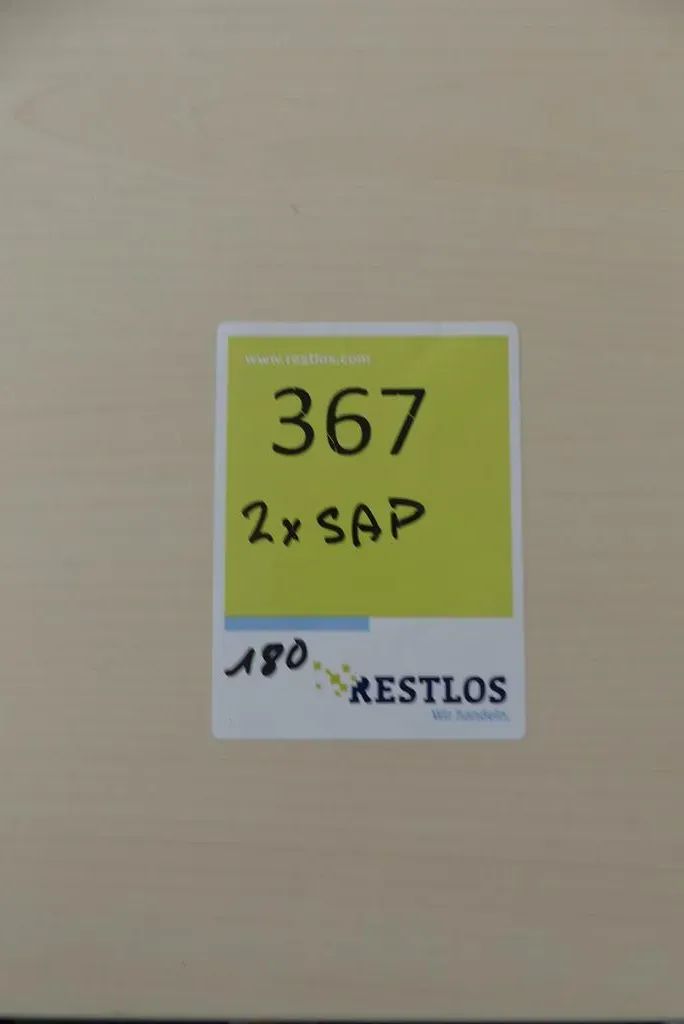 www.restlos.com
367
2x SAP
180
RESTLOS
Wir handeln.